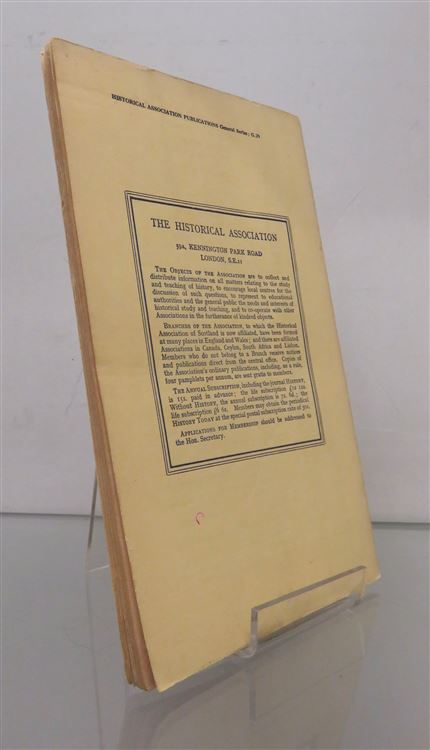 HISTORICAL ASSOCIATION PUBLICATIONS General Series; G.
THE HISTORICAL ASSOCIATION
59A, KENNINGTON PARK ROAD
LONDON, S.E.11
THE OBJECTS OF THE ASSOCIATION are to collect and
distribute information on all matters relating to the study
and teaching of history, to encourage local centres for the
discussion of such questions, to represent to educational
authorities and the general public the needs and interests of
historical study and teaching, and to co-operate with other
Associations in the furtherance of kindred objects.
BRANCHES OF THE ASSOCIATION, to which the Historical
Association of Scotland is now affiliated, have been formed
at many places in England and Wales; and there are affiliated
Associations in Canada, Ceylon, South Africa and Lisbon.
Members who do not belong to a Branch receive notices
and publications direct from the central office. Copies of
the Association's ordinary publications, including, as a rule,
four pamphlets per annum, are sent gratis to members.
THE ANNUAL SUBSCRIPTION, including the journal HISTORY,
is 15s. paid in advance; the life subscription
Without HISTORY, the annual subscription is 7s. 6d.; the
life subscription Members may obtain the periodical
HISTORY TODAY at the special postal subscription rate of
APPLICATIONS FOR MEMBERSHIP should be addressed to
the Hon. Secretary.